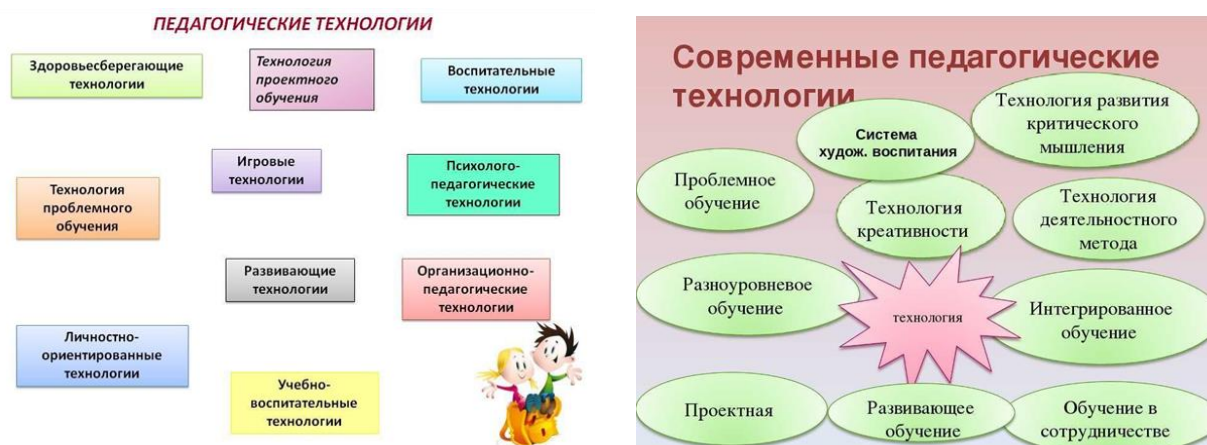 ПЕДАГОГИЧЕСКИЕ ТЕХНОЛОГИИ
Здоровьесберегающие
технологии
Технология
проектного
обучения
Воспитательные
технологии
Игровые
технологии
Психолого-
педагогические
технологии
Технология
проблемного
обучения
Развивающие
технологии
Организационно-
педагогические
технологии
Личностно-
ориентированные
технологии
Учебно-
воспитательные
технологии
Современные педагогические
технологии
Система
худож. воспитания
Технология развития
критического
мышления
Проблемное
обучение
Технология
креативности
Технология
деятельностного
метода
Разноуровневое
обучение
технология
Интегрированное
обучение
Проектная
Развивающее
обучение
Обучение в
сотрудничестве